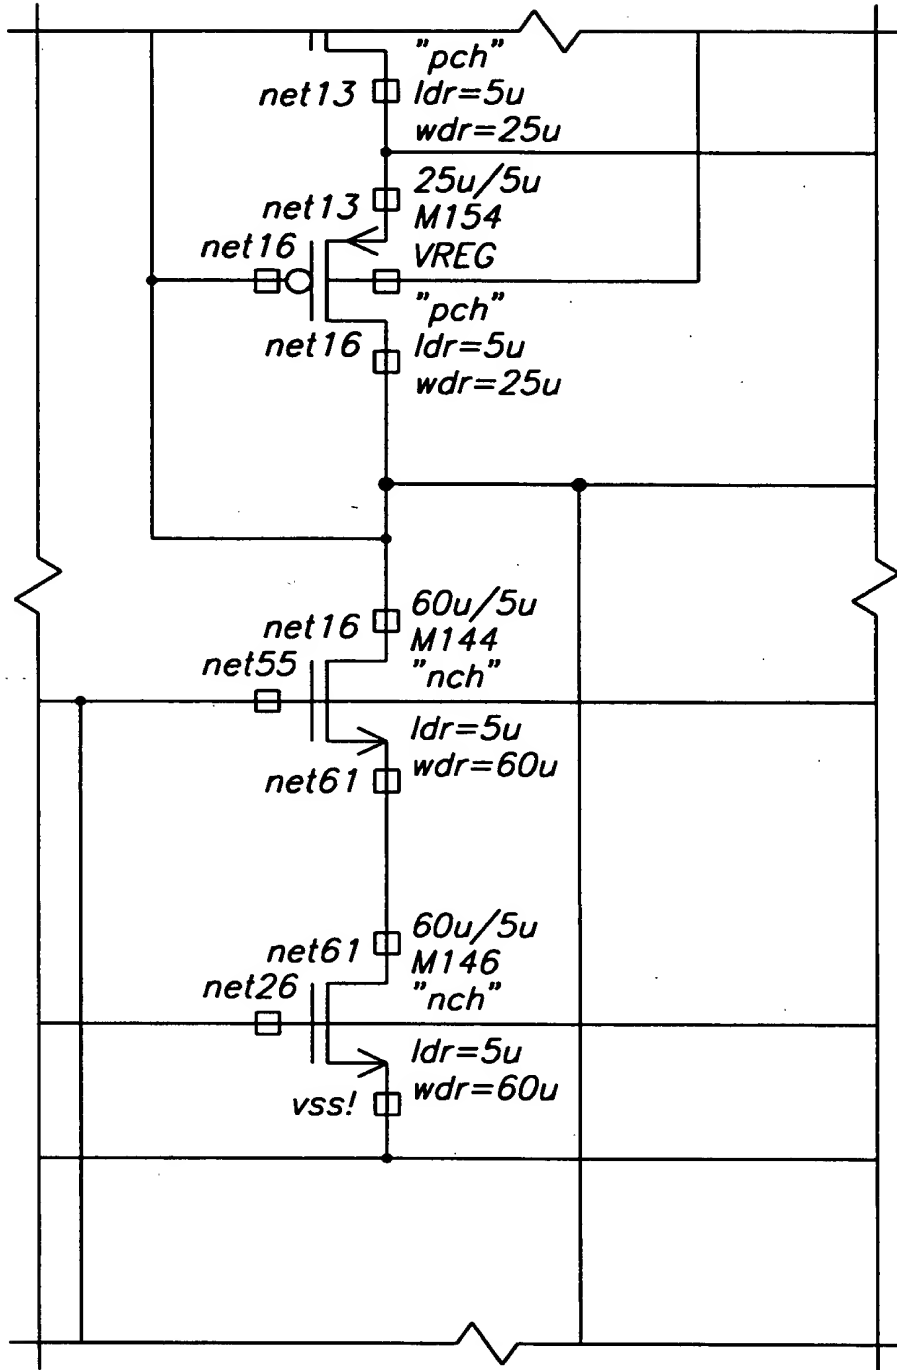 "pch"
net13
ldr=5u
wdr=25u
25u/5u
net13
M154
net16
VREG
"pch"
net16
ldr=5u
wdr=25u
60u/5u
net16
M144
net55
"nch"
ldr=5u
net61
wdr=60u
60u/5u
net61
M146
net26
"nch"
ldr=5u
vss!
wdr=60u